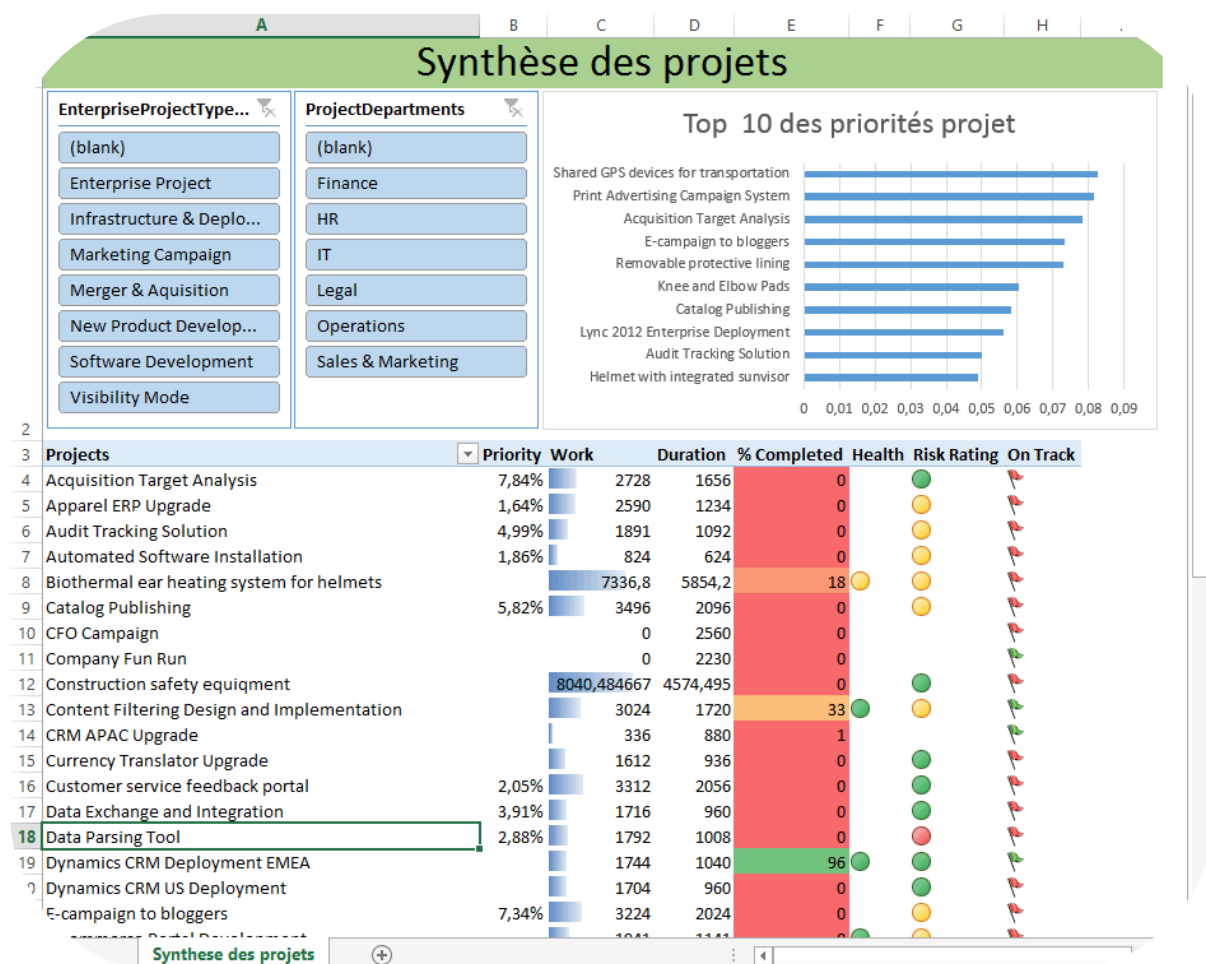 A B C D E F G H
Synthèse des projets
EnterpriseProjectType...
(blank)
Enterprise Project
Infrastructure & Deplo...
Marketing Campaign
Merger & Aquisition
New Product Develop...
Software Development
Visibility Mode
ProjectDepartments
(blank)
Finance
HR
IT
Legal
Operations
Sales & Marketing
Top 10 des priorités projet
Shared GPS devices for transportation
Print Advertising Campaign System
Acquisition Target Analysis
E-campaign to bloggers
Removable protective lining
Knee and Elbow Pads
Catalog Publishing
Lync 2012 Enterprise Deployment
Audit Tracking Solution
Helmet with integrated sunvisor
0 0,01 0,02 0,03 0,04 0,05 0,06 0,07 0,08 0,09
2
3 Projects Priority Work Duration % Completed Health Risk Rating On Track
4 Acquisition Target Analysis 7,84% 2728 1656 0
5 Apparel ERP Upgrade 1,64% 2590 1234 0
6 Audit Tracking Solution 4,99% 1891 1092 0
7 Automated Software Installation 1,86% 824 624 0
8 Biothermal ear heating system for helmets 7336,8 5854,2 18
9 Catalog Publishing 5,82% 3496 2096 0
10 CFO Campaign 0 2560 0
11 Company Fun Run 0 2230 0
12 Construction safety equiqment 8040,484667 4574,495 0
13 Content Filtering Design and Implementation 3024 1720 33
14 CRM APAC Upgrade 336 880 1
15 Currency Translator Upgrade 1612 936 0
16 Customer service feedback portal 2,05% 3312 2056 0
17 Data Exchange and Integration 3,91% 1716 960 0
18 Data Parsing Tool 2,88% 1792 1008 0
19 Dynamics CRM Deployment EMEA 1744 1040 96
Dynamics CRM US Deployment 1704 960 0
E-campaign to bloggers 7,34% 3224 2024 0
Synthese des projets